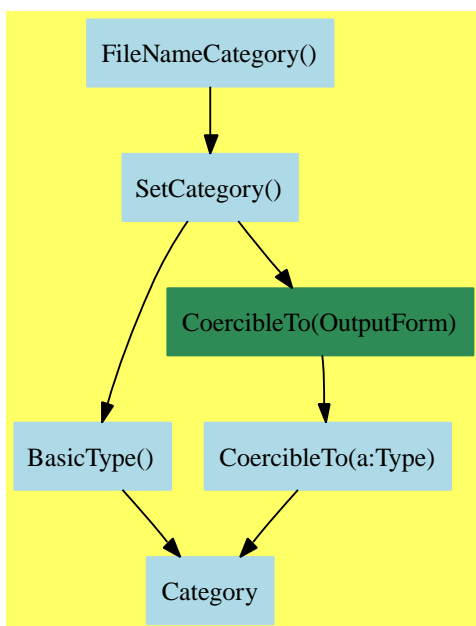 FileNameCategory()
SetCategory()
CoercibleTo(OutputForm)
BasicType()
CoercibleTo(a:Type)
Category